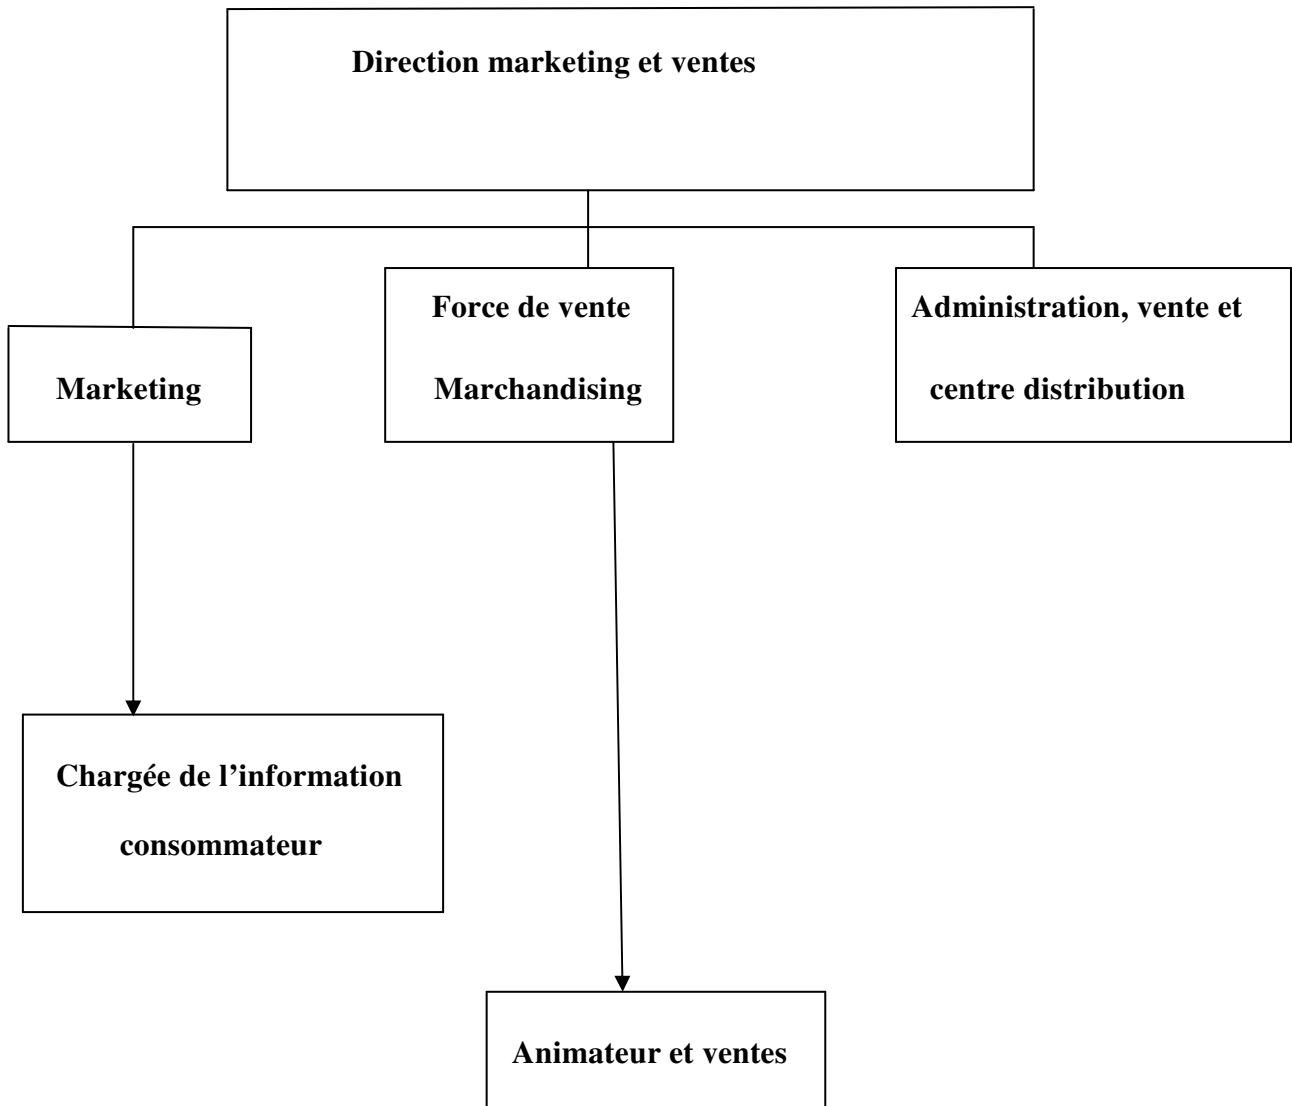 Direction marketing et ventes
Force de vente
Marchandising
Administration, vente et
centre distribution
Marketing
Chargée de l’information
consommateur
Animateur et ventes